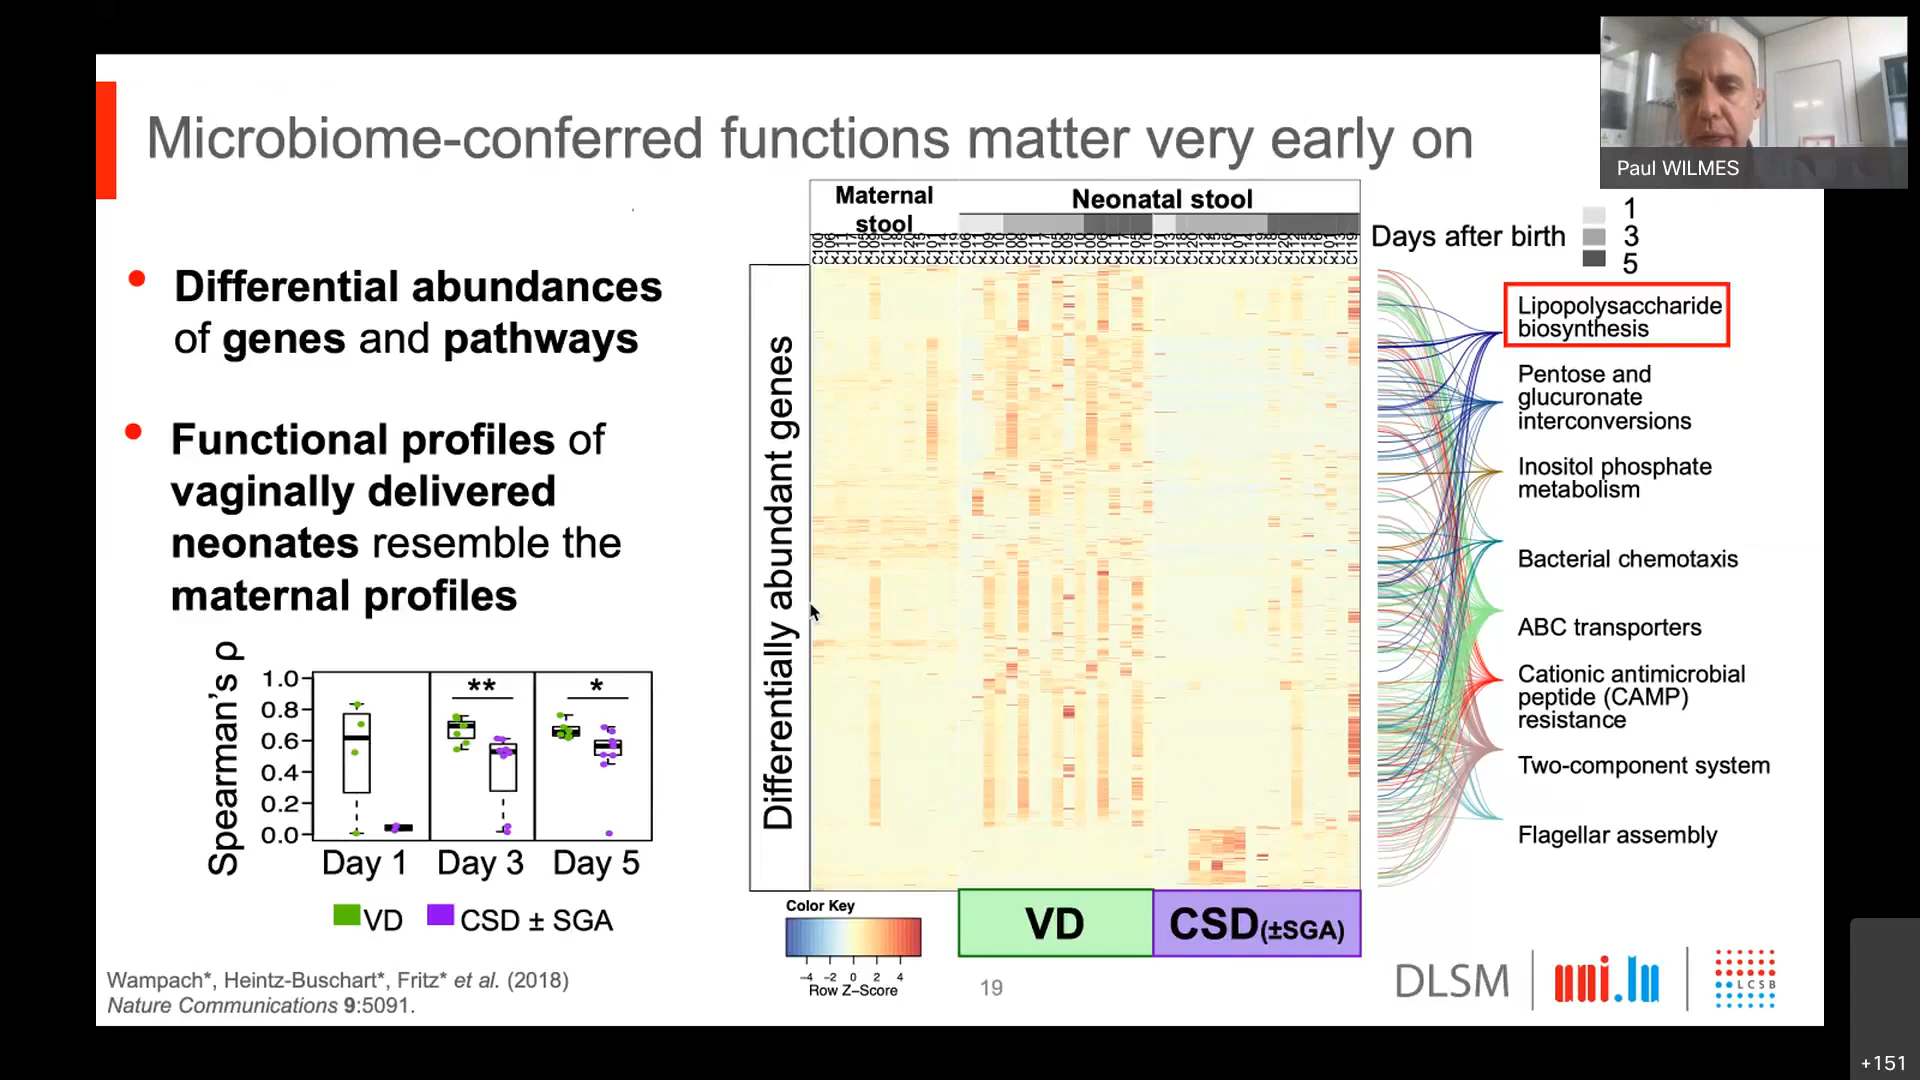 Microbiome-conferred functions matter very early on
Paul WILMES
• Differential abundances
of genes and pathways
• Functional profiles of
vaginally delivered
neonates resemble the
maternal profiles
Spearman's ρ
1.0
0.8
0.6
0.4
0.2
0.0
**
*
Day 1
Day 3
Day 5
VD
CSD ± SGA
Wampach*, Heintz-Buschart*, Fritz* et al. (2018)
Nature Communications 9:5091.
Maternal
stool
Neonatal stool
Days after birth
1
3
5
Differentially abundant genes
Lipopolysaccharide
biosynthesis
Pentose and
glucuronate
interconversions
Inositol phosphate
metabolism
Bacterial chemotaxis
ABC transporters
Cationic antimicrobial
peptide (CAMP)
resistance
Two-component system
Flagellar assembly
Color Key
−4 −2 0 2 4
Row Z−Score
VD
CSD(±SGA)
19
DLSM
uni.lu
LCSB
+151